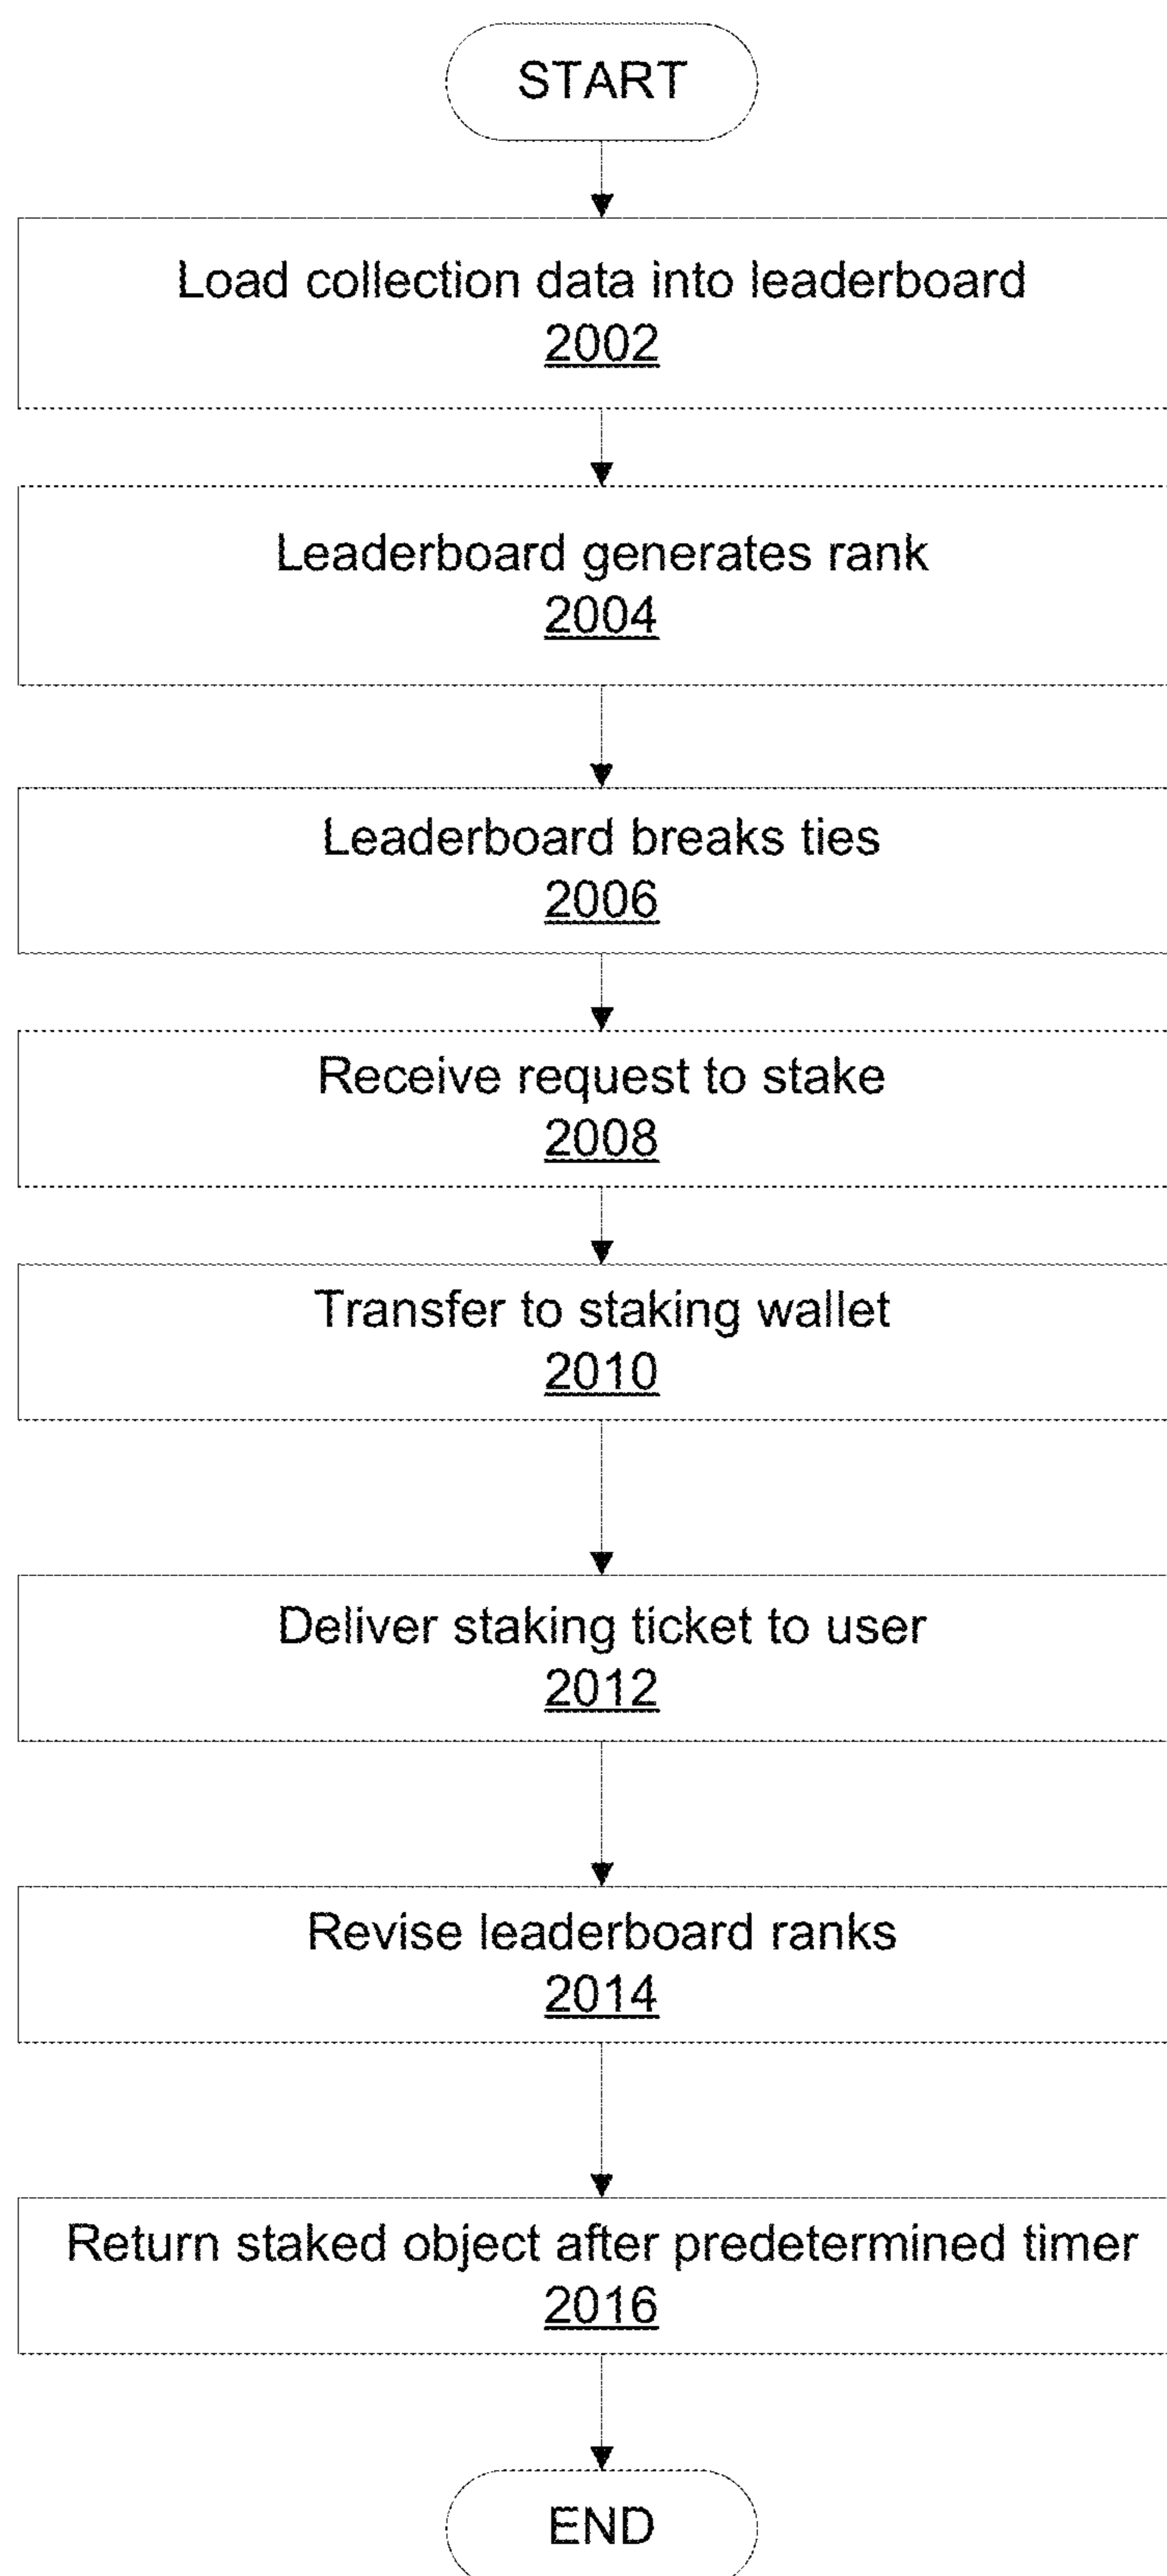 START
Load collection data into leaderboard
2002
Leaderboard generates rank
2004
Leaderboard breaks ties
2006
Receive request to stake
2008
Transfer to staking wallet
2010
Deliver staking ticket to user
2012
Revise leaderboard ranks
2014
Return staked object after predetermined timer
2016
END